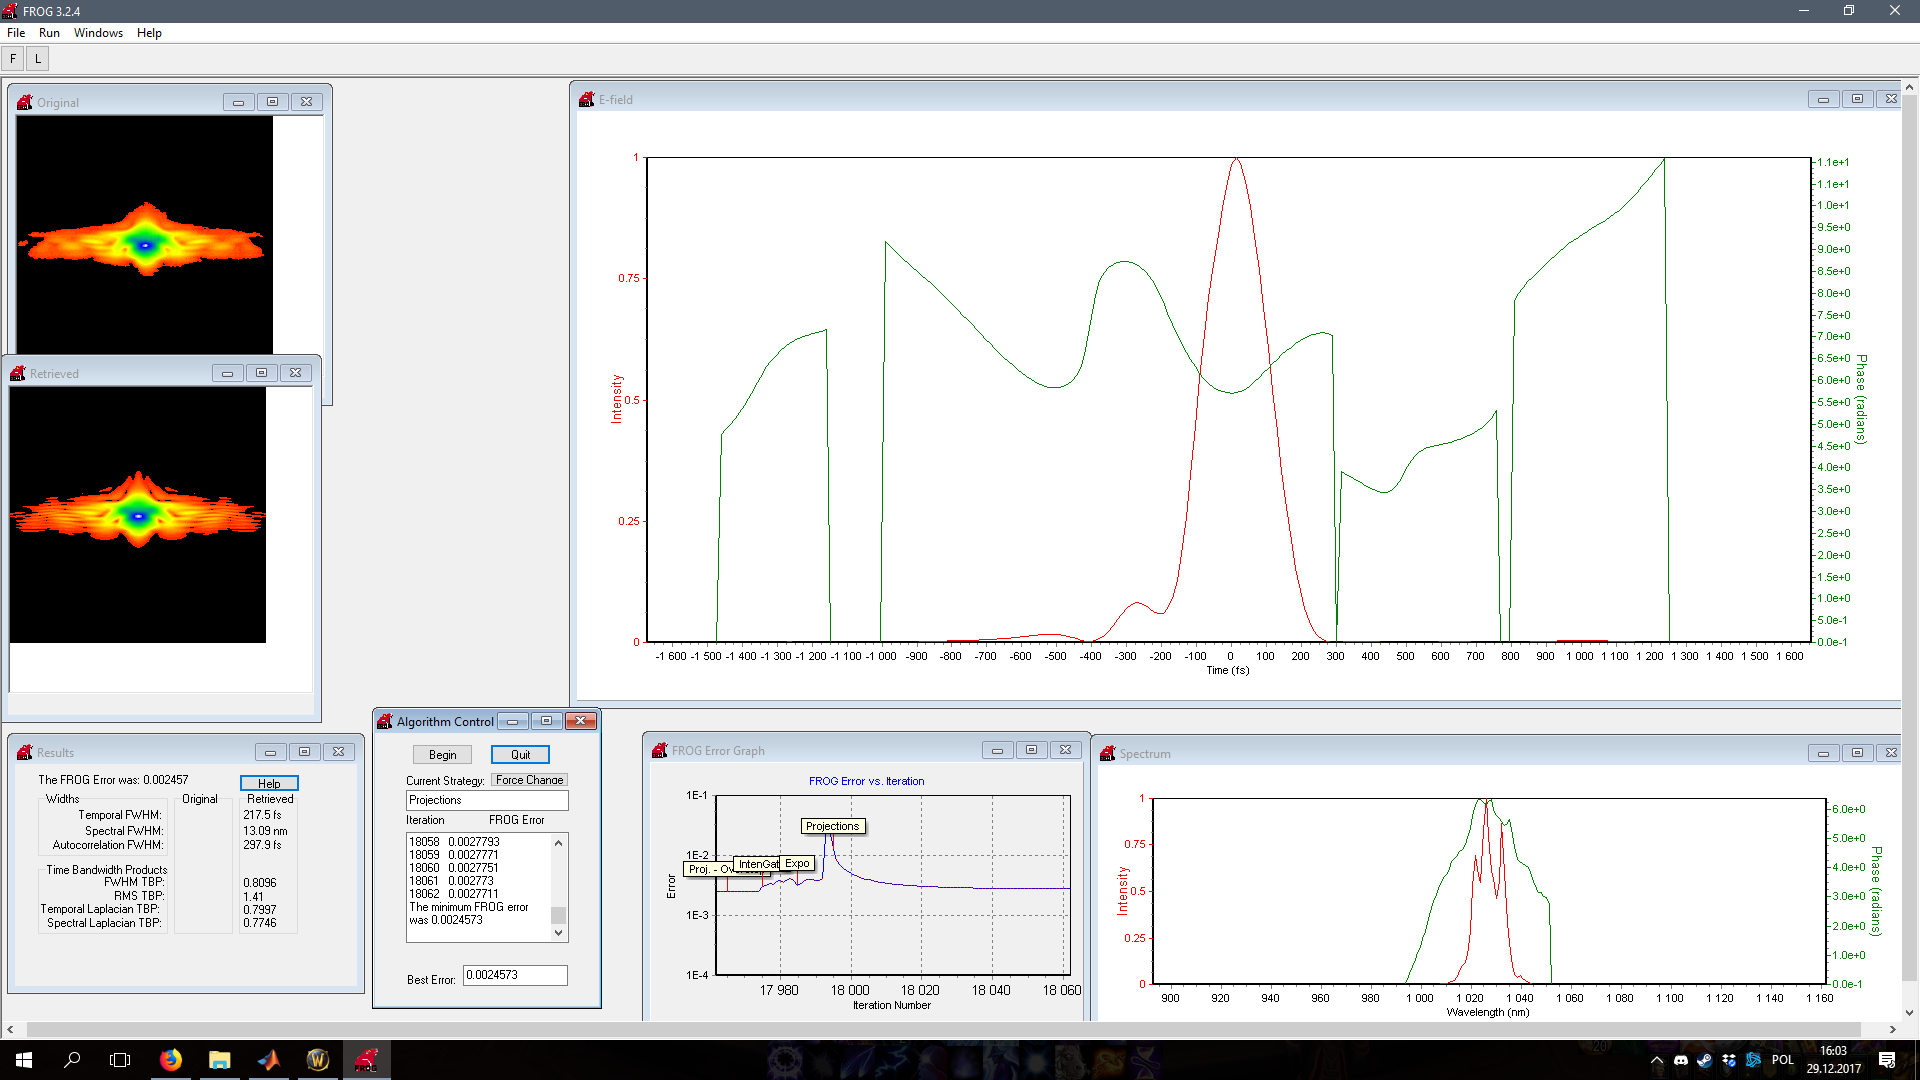 FROG 3.2.4
File Run Windows Help
F L
Original
E-field
1
0.75
0.5
0.25
0
Intensity
1.1e+1
1.1e+1
1.0e+1
9.5e+0
9.0e+0
8.5e+0
8.0e+0
7.5e+0
7.0e+0
6.5e+0
6.0e+0
5.5e+0
5.0e+0
4.5e+0
4.0e+0
3.5e+0
3.0e+0
2.5e+0
2.0e+0
1.5e+0
1.0e+0
5.0e-1
0.0e-1
Phase (radians)
-1 600 -1 500 -1 400 -1 300 -1 200 -1 100 -1 000 -900 -800 -700 -600 -500 -400 -300 -200 -100 0 100 200 300 400 500 600 700 800 900 1 000 1 100 1 200 1 300 1 400 1 500 1 600
Time (fs)
Retrieved
Results
The FROG Error was: 0.002457
Help
Widths Original Retrieved
Temporal FWHM: 217.5 fs
Spectral FWHM: 13.09 nm
Autocorrelation FWHM: 297.9 fs
Time Bandwidth Products
FWHM TBP: 0.8096
RMS TBP: 1.41
Temporal Laplacian TBP: 0.7997
Spectral Laplacian TBP: 0.7746
Algorithm Control
Begin Quit
Current Strategy: Force Change
Projections
Iteration FROG Error
18058 0.0027793
18059 0.0027771
18060 0.0027751
18061 0.002773
18062 0.0027711
The minimum FROG error
was 0.0024573
Best Error: 0.0024573
FROG Error Graph
FROG Error vs. Iteration
1E-1
1E-2
1E-3
1E-4
Error
Projections
Proj. - Ov
IntenGat
Expo
17 980 18 000 18 020 18 040 18 060
Iteration Number
Spectrum
1
0.75
0.5
0.25
0
Intensity
6.0e+0
5.0e+0
4.0e+0
3.0e+0
2.0e+0
1.0e+0
0.0e-1
Phase (radians)
900 920 940 960 980 1 000 1 020 1 040 1 060 1 080 1 100 1 120 1 140 1 160
Wavelength (nm)
FROG
POL
16:03
29.12.2017